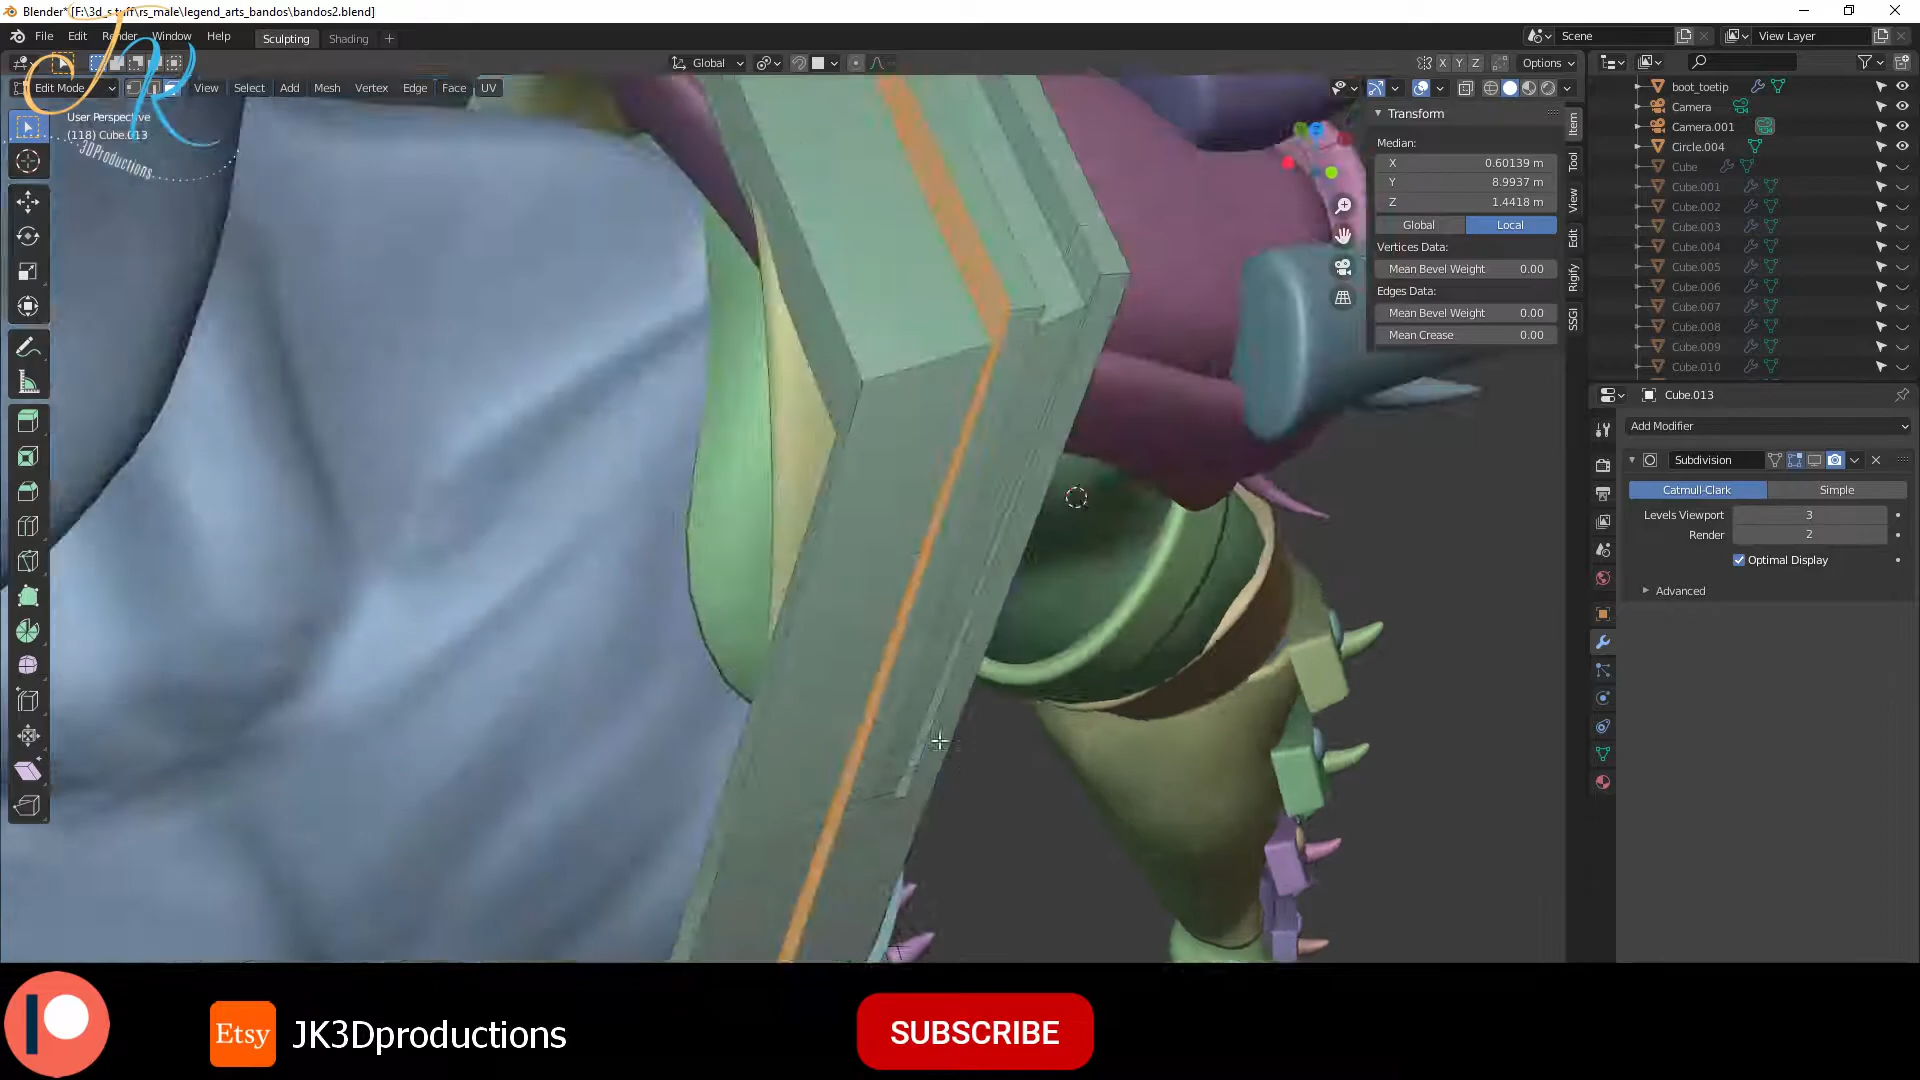 Blender* [F:\3d_stuff\rs_male\legend_arts_bandos\bandos2.blend]
File Edit Render Window Help Sculpting Shading + Scene View Layer
Global X Y Z Options
Edit Mode View Select Add Mesh Vertex Edge Face UV
JK
3DProductions
User Perspective
(118) Cube.013
Transform
Median:
X 0.60139 m
Y 8.9937 m
Z 1.4418 m
Global Local
Vertices Data:
Mean Bevel Weight 0.00
Edges Data:
Mean Bevel Weight 0.00
Mean Crease 0.00
Item
Tool
View
Edit
Rigify
SSGI
boot_toetip
Camera
Camera.001
Circle.004
Cube
Cube.001
Cube.002
Cube.003
Cube.004
Cube.005
Cube.006
Cube.007
Cube.008
Cube.009
Cube.010
Cube.013
Add Modifier
Subdivision
Catmull-Clark Simple
Levels Viewport 3
Render 2
Optimal Display
Advanced
Etsy JK3Dproductions SUBSCRIBE